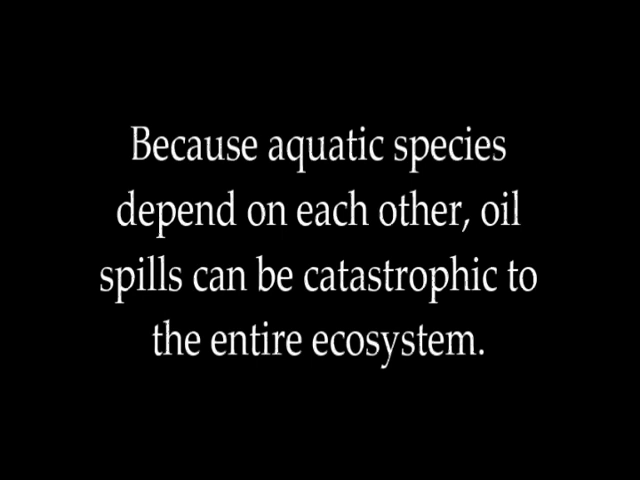 Because aquatic species
depend on each other, oil
spills can be catastrophic to
the entire ecosystem.